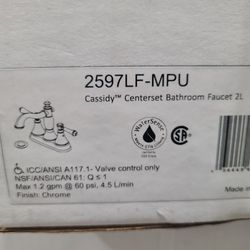 2597LF-MPU
Cassidy™ Centerset Bathroom Faucet 2L
WaterSense
SA
ICC/ANSI A117.1- Valve control only
NSF/ANSI/CAN 61: Q ≤ 1
Max 1.2 gpm @ 60 psi, 4.5 L/min
Finish: Chrome
Made in